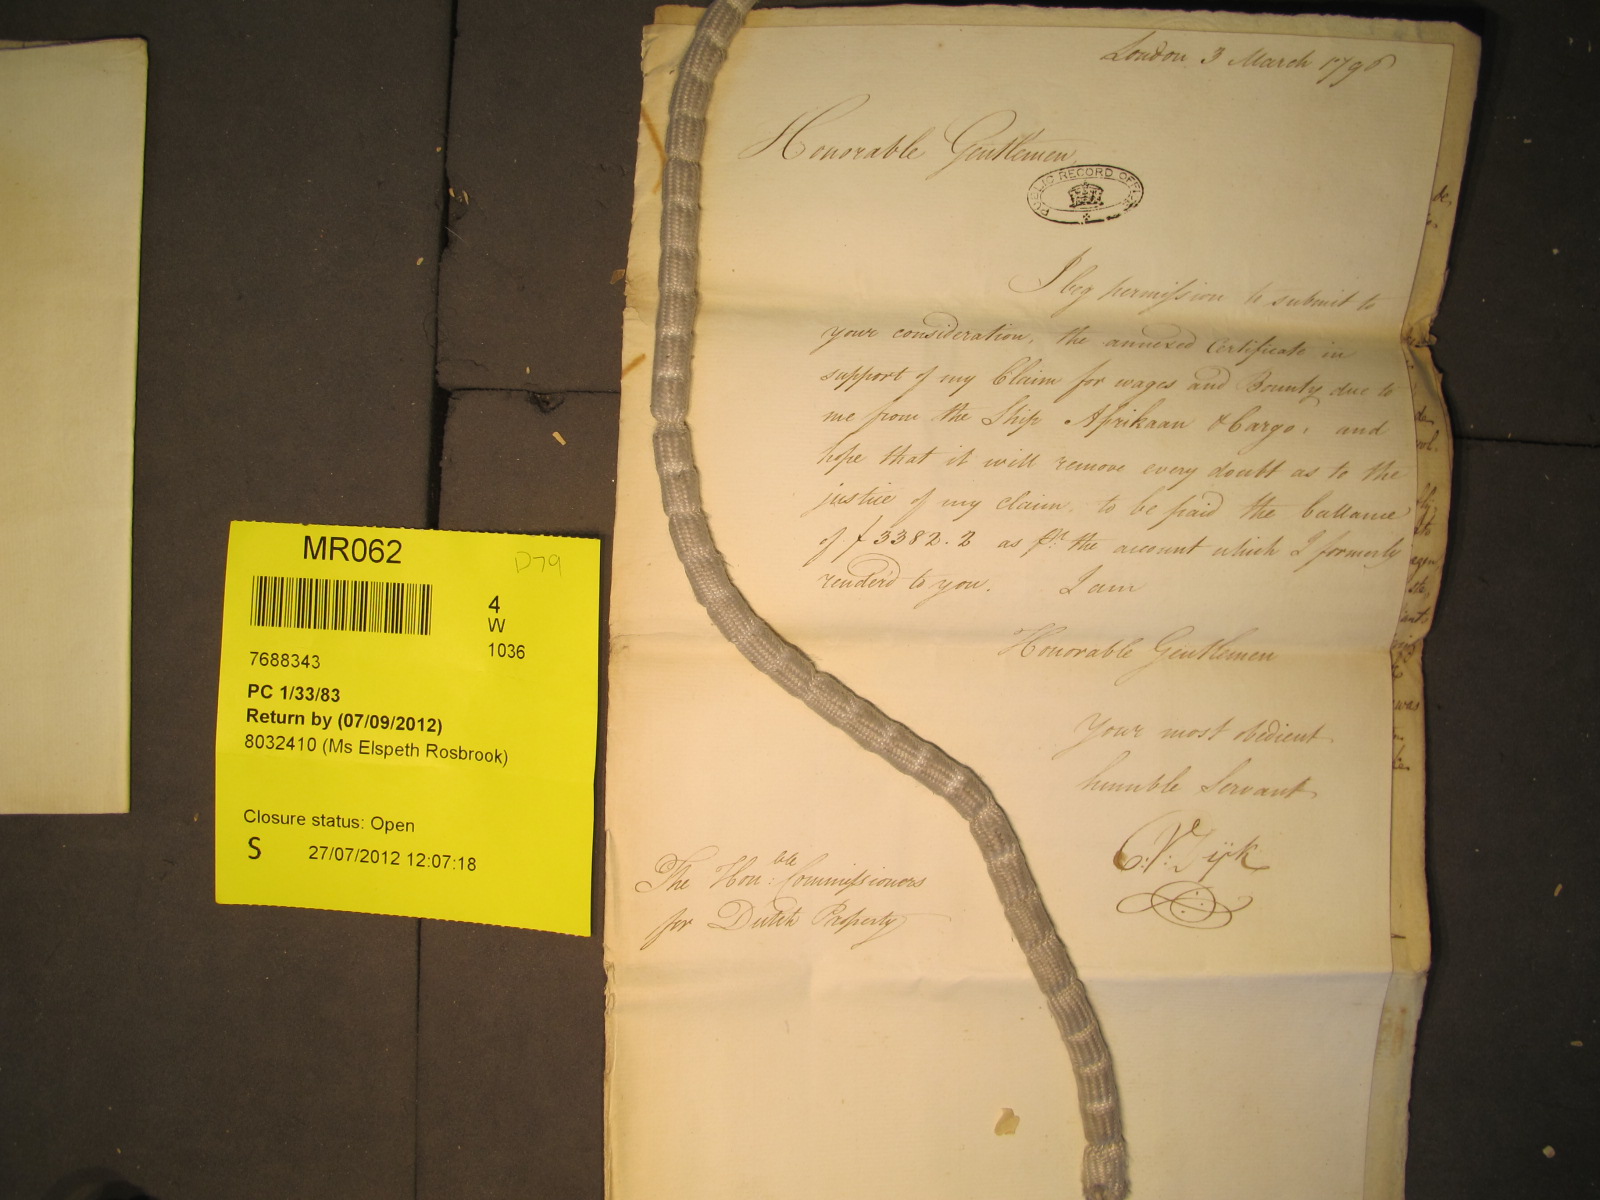 London 3 March 1796
Honorable Gentlemen
PUBLIC RECORD OFFICE
I beg permission to submit to
your consideration, the annexed Certificate in
support of my Claim for wages and Bounty due to
me from the Ship Afrikaan & Cargo, and
hope that it will remove every doubt as to the
justice of my claim, to be paid the ballance
of f 3382.2 as pr. the account which I formerly
renderd to you. I am
Honorable Gentlemen
Your most obedient
humble Servant
C:V: Dijk
The Hon:ble Commissioners
for Dutch Property
MR062
D79
4
W
1036
7688343
PC 1/33/83
Return by (07/09/2012)
8032410 (Ms Elspeth Rosbrook)
Closure status: Open
S 27/07/2012 12:07:18